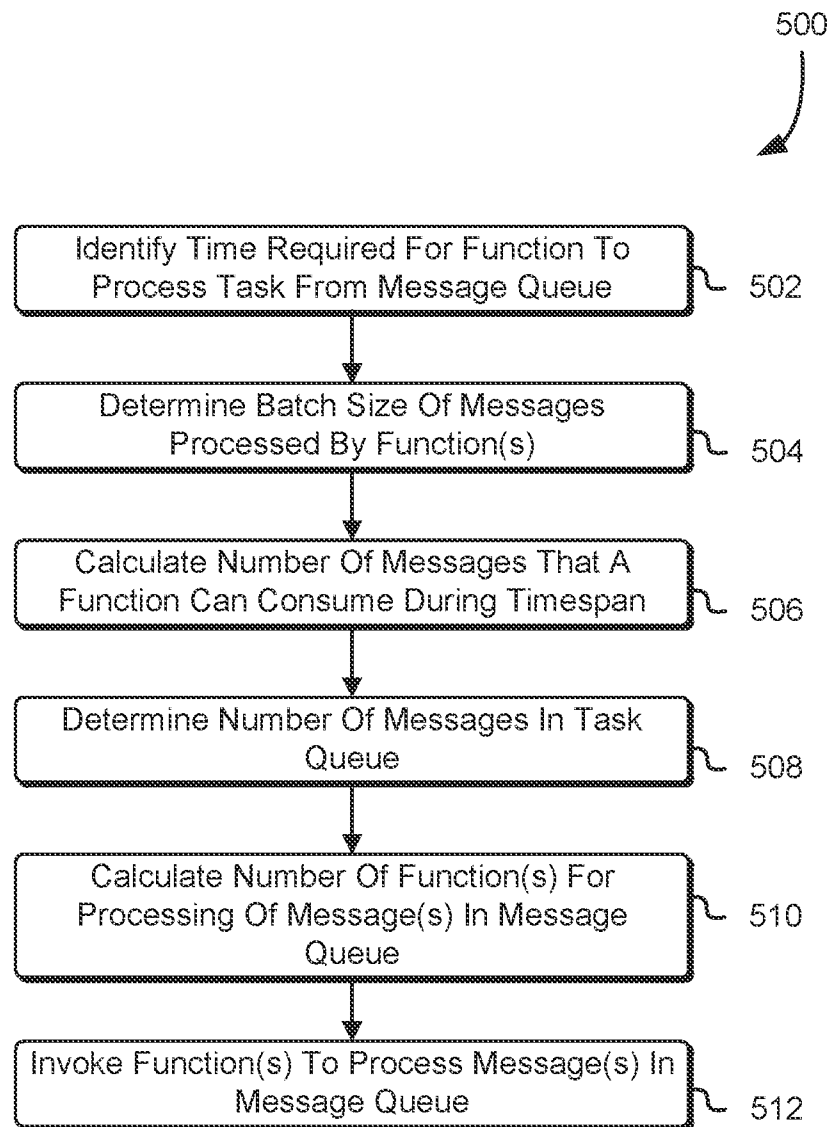 500
Identify Time Required For Function To
Process Task From Message Queue
502
Determine Batch Size Of Messages
Processed By Function(s)
504
Calculate Number Of Messages That A
Function Can Consume During Timespan
506
Determine Number Of Messages In Task
Queue
508
Calculate Number Of Function(s) For
Processing Of Message(s) In Message
Queue
510
Invoke Function(s) To Process Message(s) In
Message Queue
512